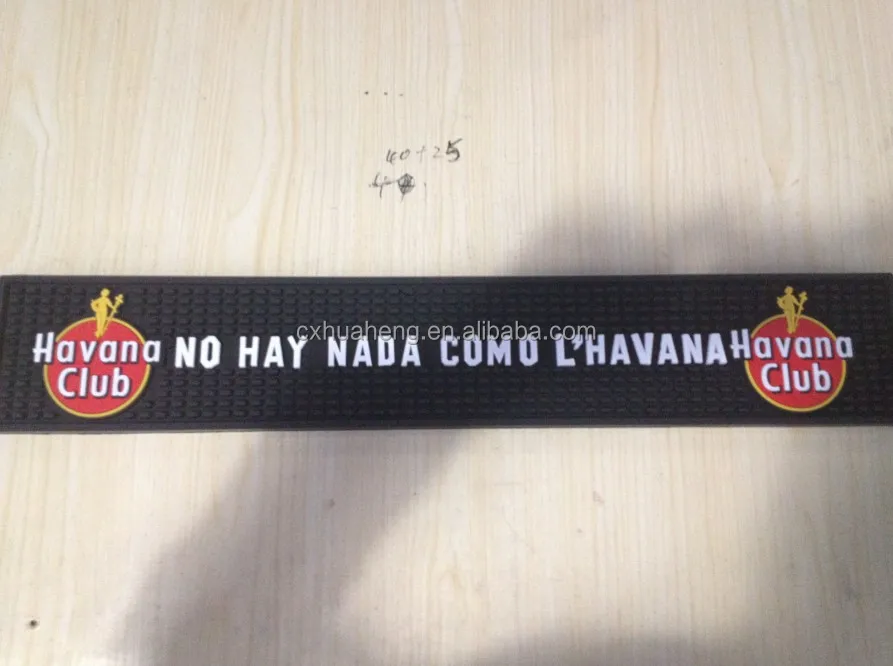 40+25
Havana
Club
NO HAY NADA COMO L'HAVANA
Havana
Club
cxhuaheng.en.alibaba.com